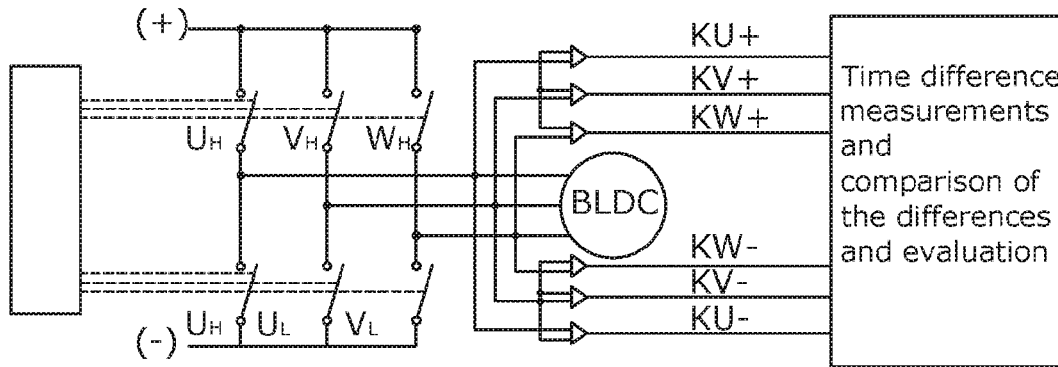 (+)
KU+
KV+
KW+
UH
VH
WH
BLDC
Time difference
measurements
and
comparison of
the differences
and evaluation
KW-
KV-
KU-
UH
UL
VL
(-)